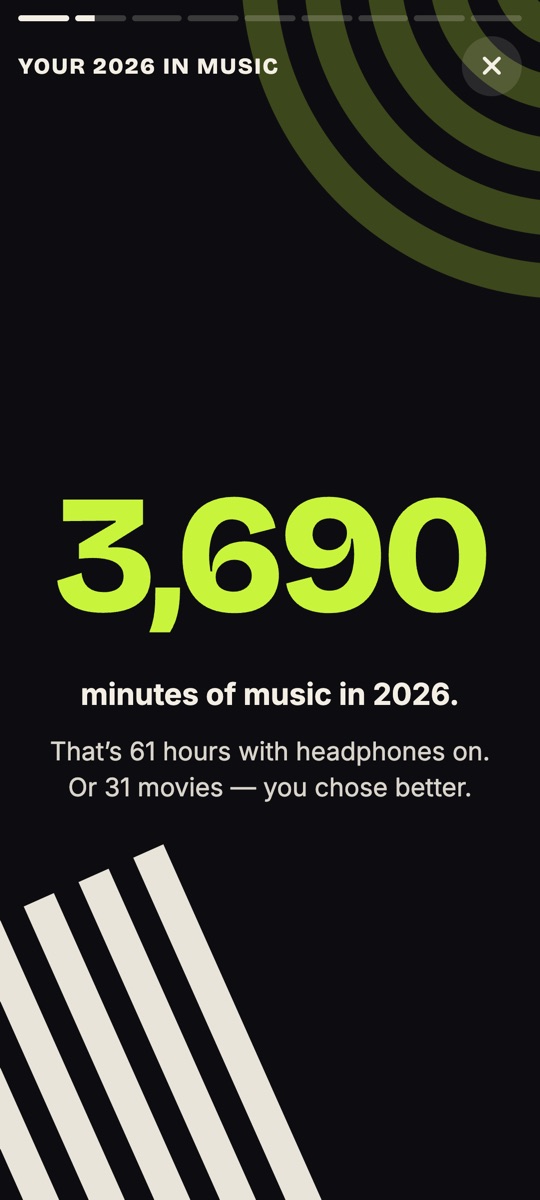 YOUR 2026 IN MUSIC
3,690
minutes of music in 2026.
That’s 61 hours with headphones on.
Or 31 movies — you chose better.